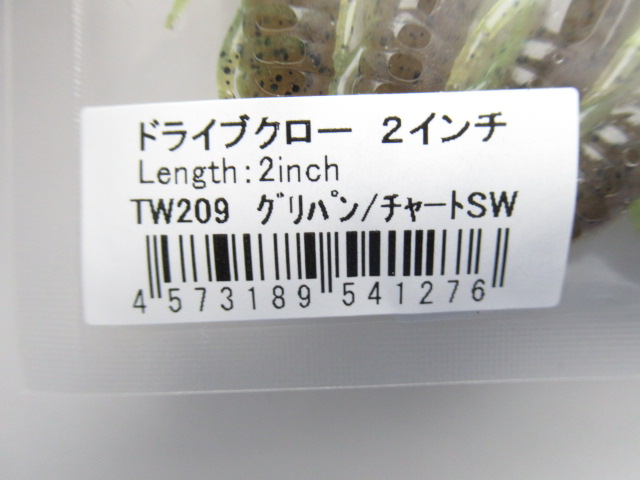 ドライブクロー 2インチ
Length:2inch
TW209 グリパン/チャートSW
4 573189 541276